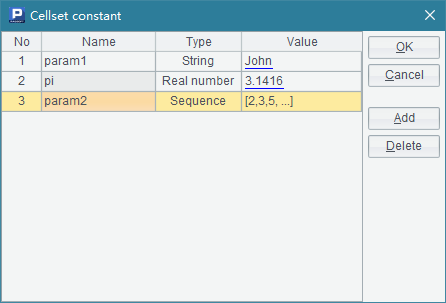 Cellset constant
No Name Type Value
1 param1 String John
2 pi Real number 3.1416
3 param2 Sequence [2,3,5, ...]
OK
Cancel
Add
Delete